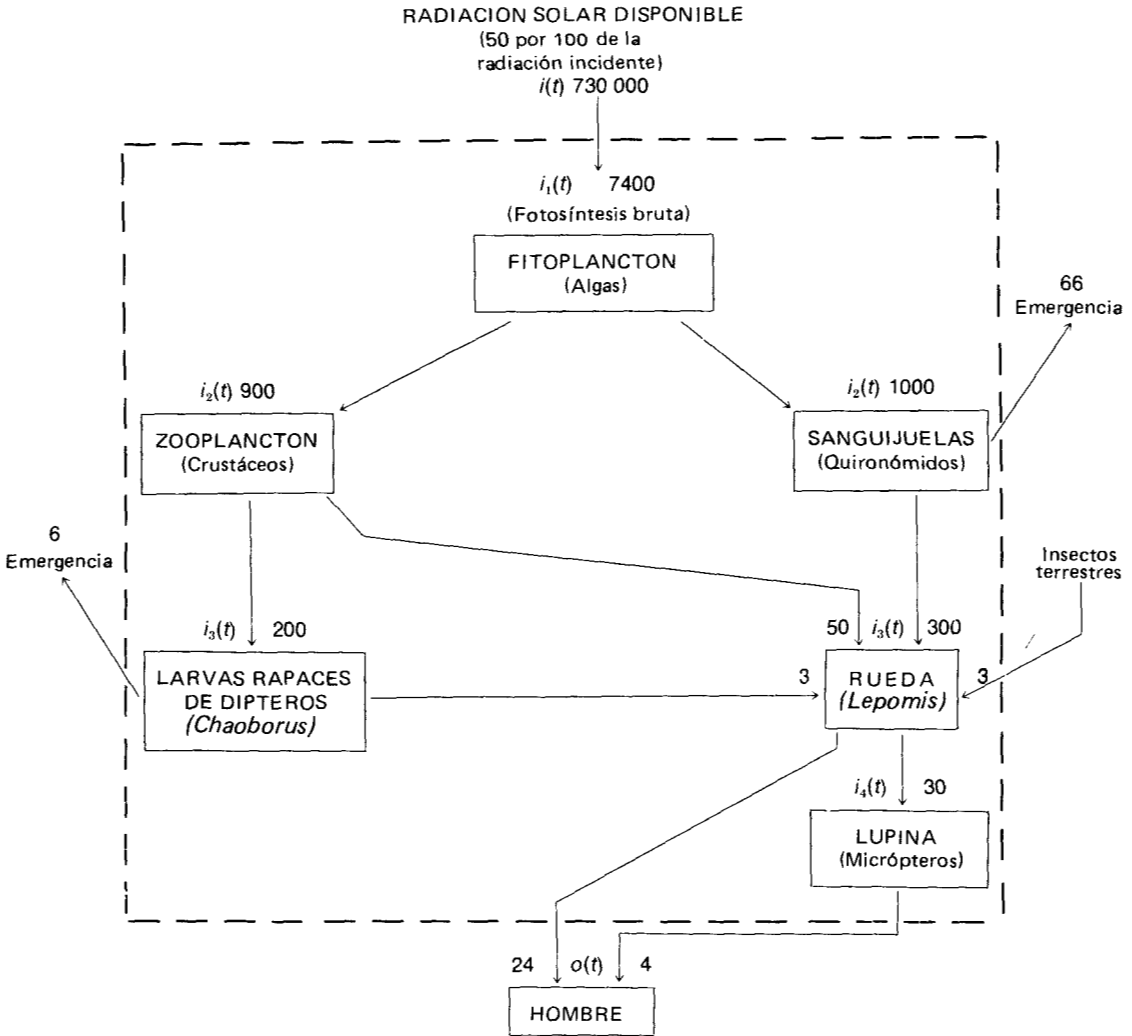 RADIACION SOLAR DISPONIBLE
(50 por 100 de la
radiación incidente)
i(t) 730 000
i₁(t) 7400
(Fotosíntesis bruta)
FITOPLANCTON
(Algas)
66
Emergencia
i₂(t) 900
ZOOPLANCTON
(Crustáceos)
i₂(t) 1000
SANGUIJUELAS
(Quironómidos)
6
Emergencia
Insectos
terrestres
i₃(t) 200
LARVAS RAPACES
DE DIPTEROS
(Chaoborus)
50 i₃(t) 300
3
RUEDA
(Lepomis)
3
i₄(t) 30
LUPINA
(Micrópteros)
24 o(t) 4
HOMBRE